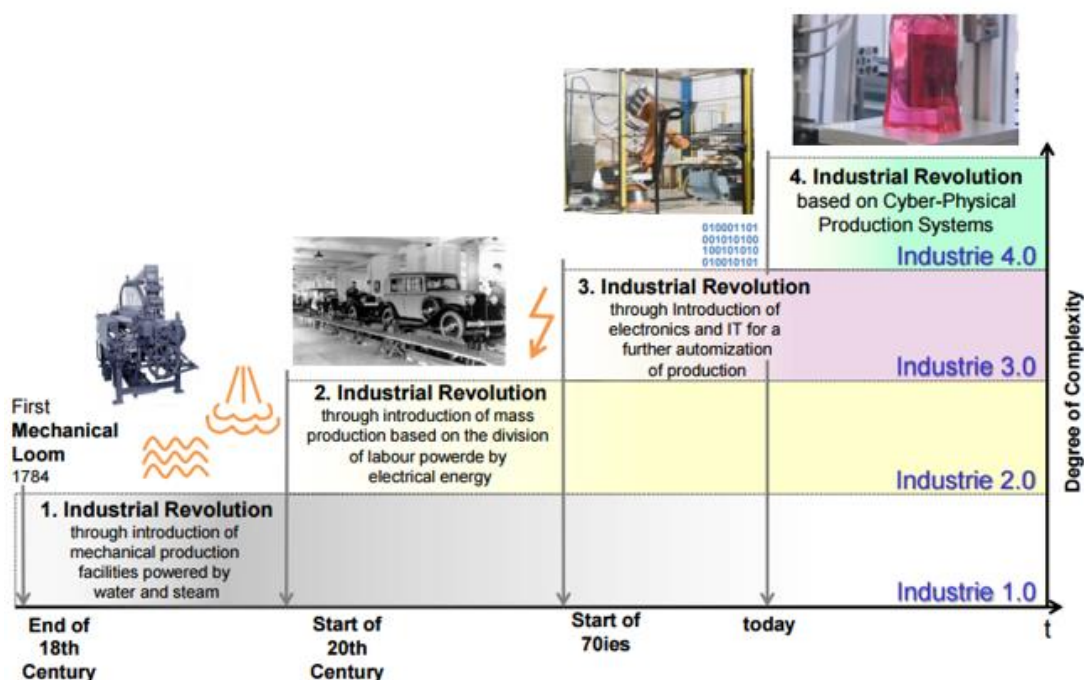 First
Mechanical
Loom
1784
1. Industrial Revolution
through introduction of
mechanical production
facilities powered by
water and steam
Industrie 1.0
2. Industrial Revolution
through introduction of mass
production based on the division
of labour powerde by
electrical energy
Industrie 2.0
3. Industrial Revolution
through Introduction of
electronics and IT for a
further automization
of production
Industrie 3.0
010001101
001010100
100101010
010010101
4. Industrial Revolution
based on Cyber-Physical
Production Systems
Industrie 4.0
Degree of Complexity
End of
18th
Century
Start of
20th
Century
Start of
70ies
today
t